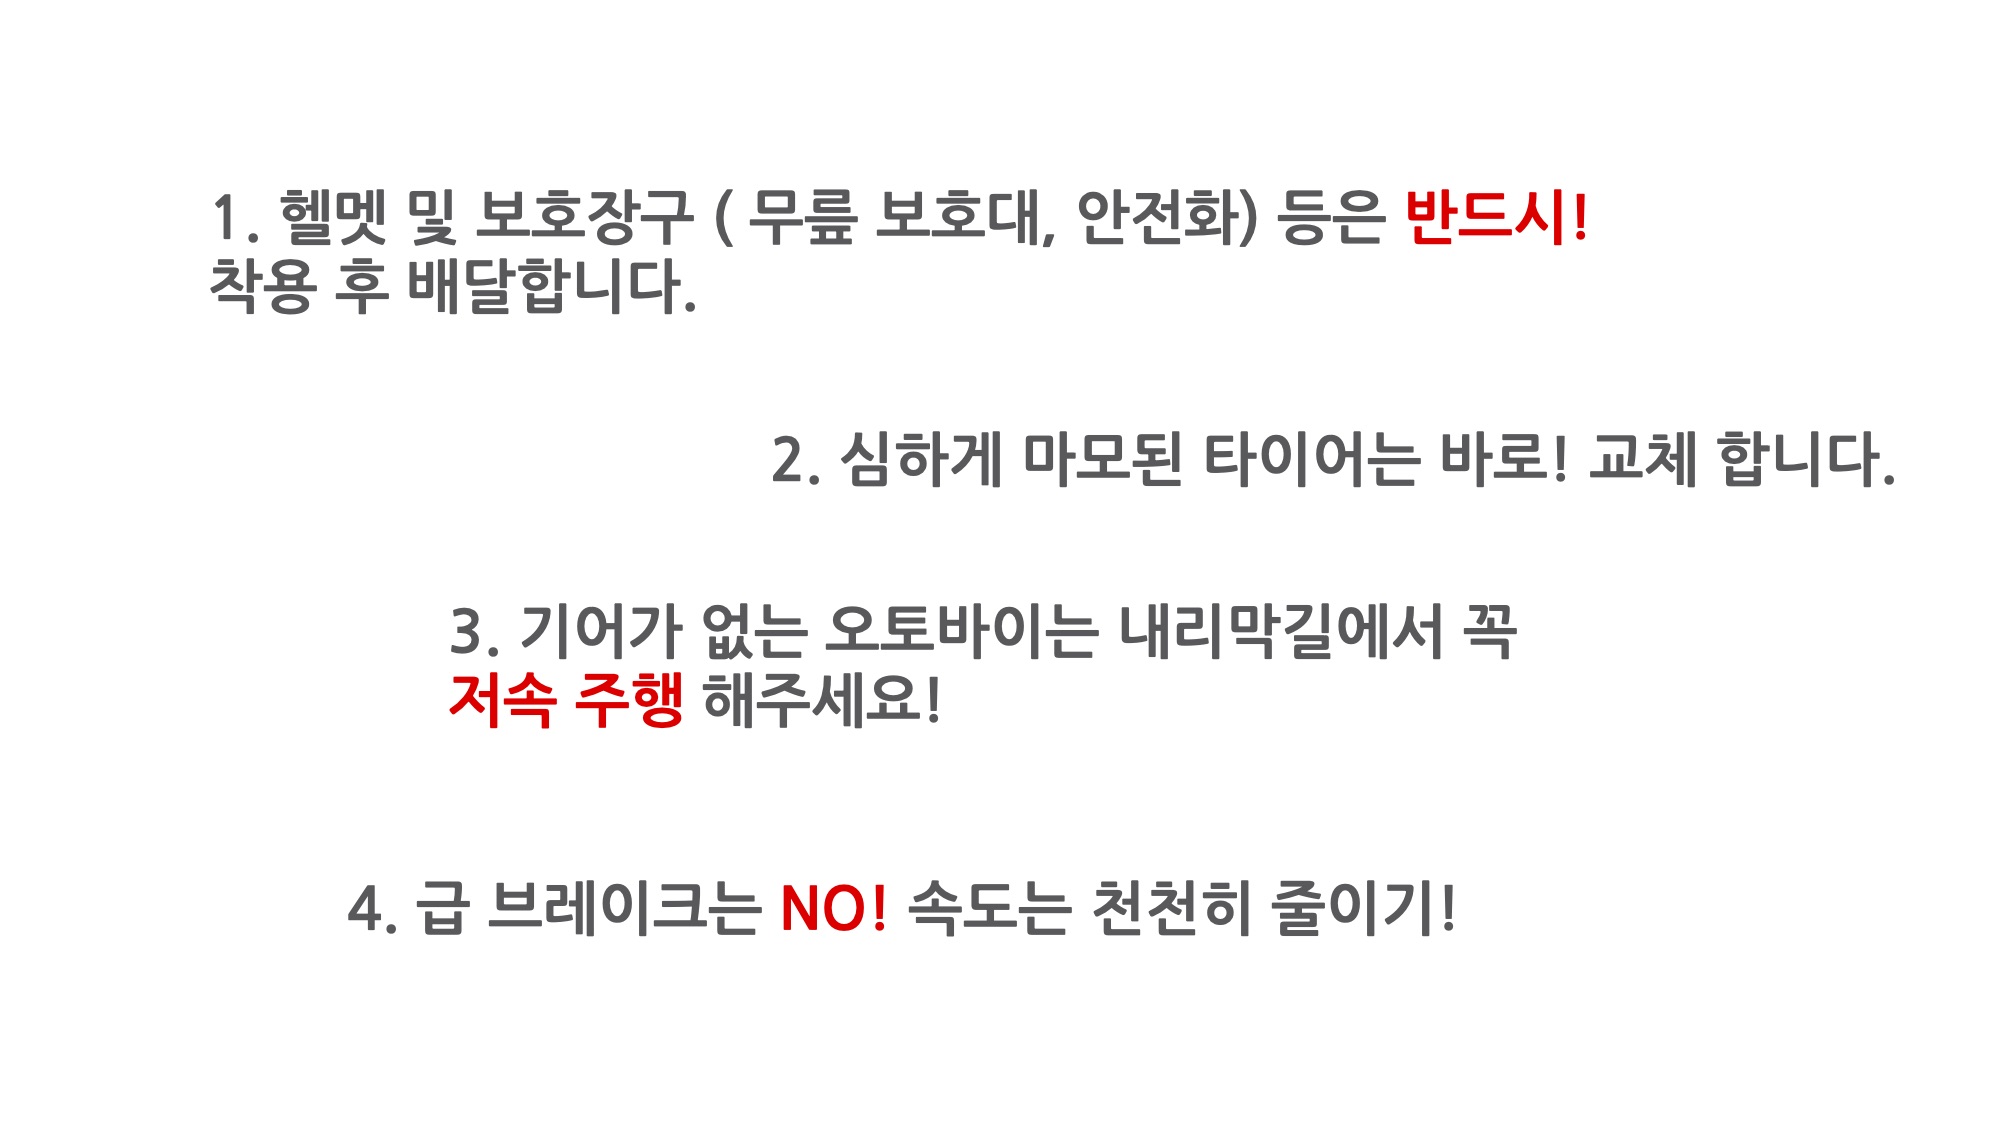 1. 헬멧 및 보호장구 ( 무릎 보호대, 안전화) 등은 반드시!
착용 후 배달합니다.
2. 심하게 마모된 타이어는 바로! 교체 합니다.
3. 기어가 없는 오토바이는 내리막길에서 꼭
저속 주행 해주세요!
4. 급 브레이크는 NO! 속도는 천천히 줄이기!